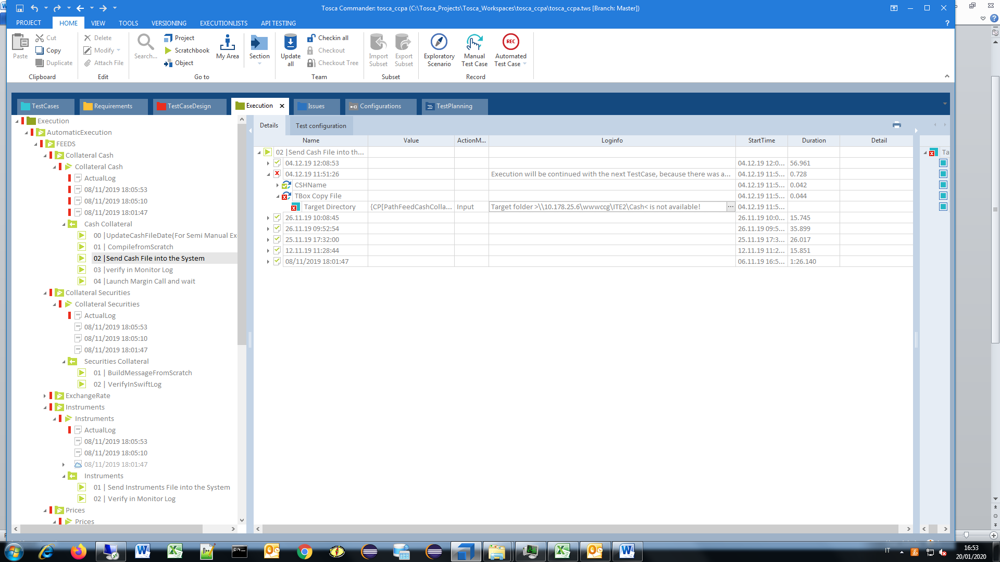 Tosca Commander: tosca_ccpa (C:\Tosca_Projects\Tosca_Workspaces\tosca_ccpa\tosca_ccpa.tws [Branch: Master])
PROJECT HOME VIEW TOOLS VERSIONING EXECUTIONLISTS API TESTING ?
Paste
Cut
Copy
Duplicate
Clipboard
Delete
Modify
Attach File
Edit
Search...
Project
Scratchbook
Object
My Area
Go to
Section
Update all
Checkin all
Checkout
Checkout Tree
Team
Import Subset
Export Subset
Subset
Exploratory Scenario
Manual Test Case
REC
Automated Test Case
Record
TestCases Requirements TestCaseDesign Execution Issues Configurations TestPlanning
Execution
AutomaticExecution
FEEDS
Collateral Cash
Collateral Cash
ActualLog
08/11/2019 18:05:53
08/11/2019 18:05:10
08/11/2019 18:01:47
Cash Collateral
00 |UpdateCashFileDate(For Semi Manual Ex
01 | CompilefromScratch
02 |Send Cash File into the System
03 |verify in Monitor Log
04 |Launch Margin Call and wait
Collateral Securities
Collateral Securities
ActualLog
08/11/2019 18:05:53
08/11/2019 18:05:10
08/11/2019 18:01:47
Securities Collateral
01 | BuildMessageFromScratch
02 | VerifyInSwiftLog
ExchangeRate
Instruments
Instruments
ActualLog
08/11/2019 18:05:53
08/11/2019 18:05:10
08/11/2019 18:01:47
Instruments
01 | Send Instruments File into the System
02 | Verify in Monitor Log
Prices
Prices
Details Test configuration
Name Value ActionM... Loginfo StartTime Duration Detail
02 |Send Cash File into th...
04.12.19 12:08:53 04.12.19 12:0... 56.961
04.12.19 11:51:26 Execution will be continued with the next TestCase, because there was a... 04.12.19 11:5... 0.728
CSHName 04.12.19 11:5... 0.042
TBox Copy File 04.12.19 11:5... 0.044
Target Directory {CP[PathFeedCashColla... Input Target folder >\\10.178.25.6\wwwccg\ITE2\Cash< is not available! ... 04.12.19 11:5...
26.11.19 10:08:45 26.11.19 10:0... 15.745
26.11.19 09:52:54 26.11.19 09:5... 35.899
25.11.19 17:32:00 25.11.19 17:3... 26.017
12.11.19 11:28:44 12.11.19 11:2... 15.851
08/11/2019 18:01:47 06.11.19 16:5... 1:26.140
Ta
IT
16:53
20/01/2020